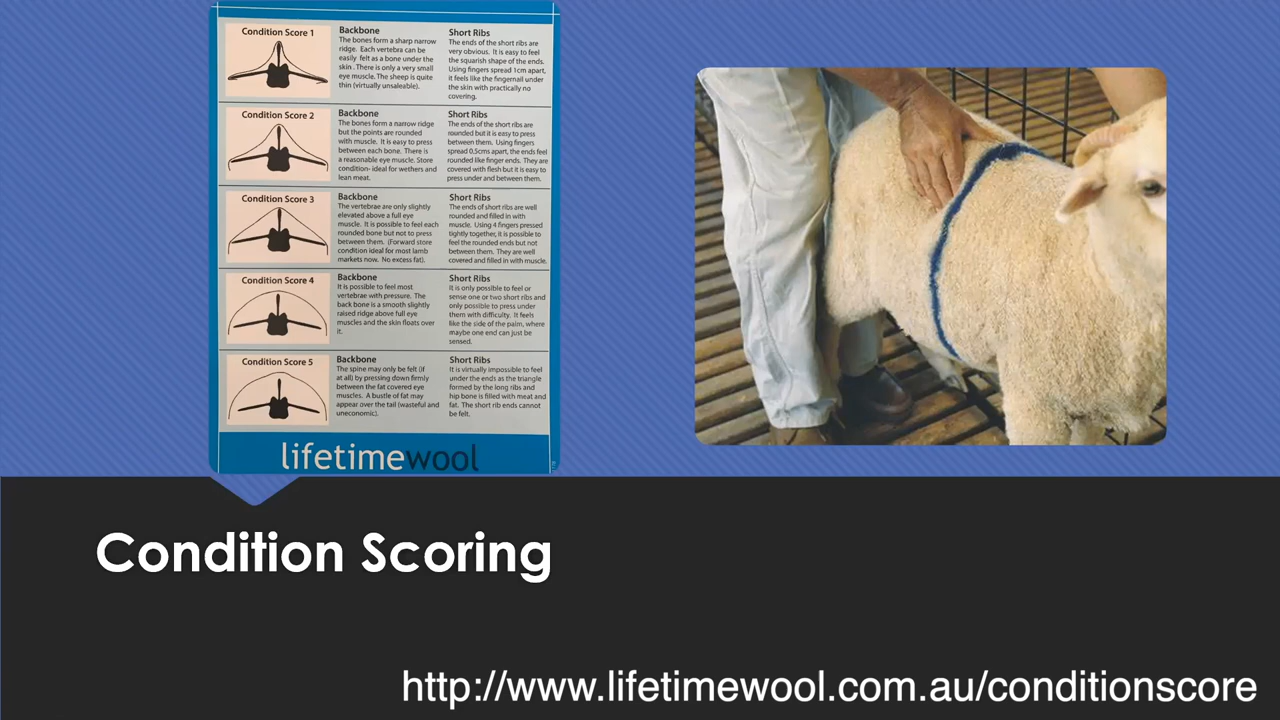 Condition Score 1
Backbone
The bones form a sharp narrow
ridge. Each vertebra can be
easily felt as a bone under the
skin. There is only a very small
eye muscle. The sheep is quite
thin (virtually unsaleable).
Short Ribs
The ends of the short ribs are
very obvious. It is easy to feel
the squarish shape of the ends.
Using fingers spread 1cm apart,
it feels like the fingernail under
the skin with practically no
covering.
Condition Score 2
Backbone
The bones form a narrow ridge
but the points are rounded
with muscle. It is easy to press
between each bone. There is
a reasonable eye muscle. Store
condition- ideal for wethers and
lean meat.
Short Ribs
The ends of the short ribs are
rounded but it is easy to press
between them. Using fingers
spread 0.5cms apart, the ends feel
rounded like finger ends. They are
covered with flesh but it is easy to
press under and between them.
Condition Score 3
Backbone
The vertebrae are only slightly
elevated above a full eye
muscle. It is possible to feel each
rounded bone but not to press
between them. (Forward store
condition ideal for most lamb
markets now. No excess fat).
Short Ribs
The ends of short ribs are well
rounded and filled in with
muscle. Using 4 fingers pressed
tightly together, it is possible to
feel the rounded ends but not
between them. They are well
covered and filled in with muscle.
Condition Score 4
Backbone
It is possible to feel most
vertebrae with pressure. The
back bone is a smooth slightly
raised ridge above full eye
muscles and the skin floats over
it.
Short Ribs
It is only possible to feel or
sense one or two short ribs and
only possible to press under
them with difficulty. It feels
like the side of the palm, where
maybe one end can just be
sensed.
Condition Score 5
Backbone
The spine may only be felt (if
at all) by pressing down firmly
between the fat covered eye
muscles. A bustle of fat may
appear over the tail (wasteful and
uneconomic).
Short Ribs
It is virtually impossible to feel
under the ends as the triangle
formed by the long ribs and
hip bone is filled with meat and
fat. The short rib ends cannot
be felt.
lifetimewool
Condition Scoring
http://www.lifetimewool.com.au/conditionscore